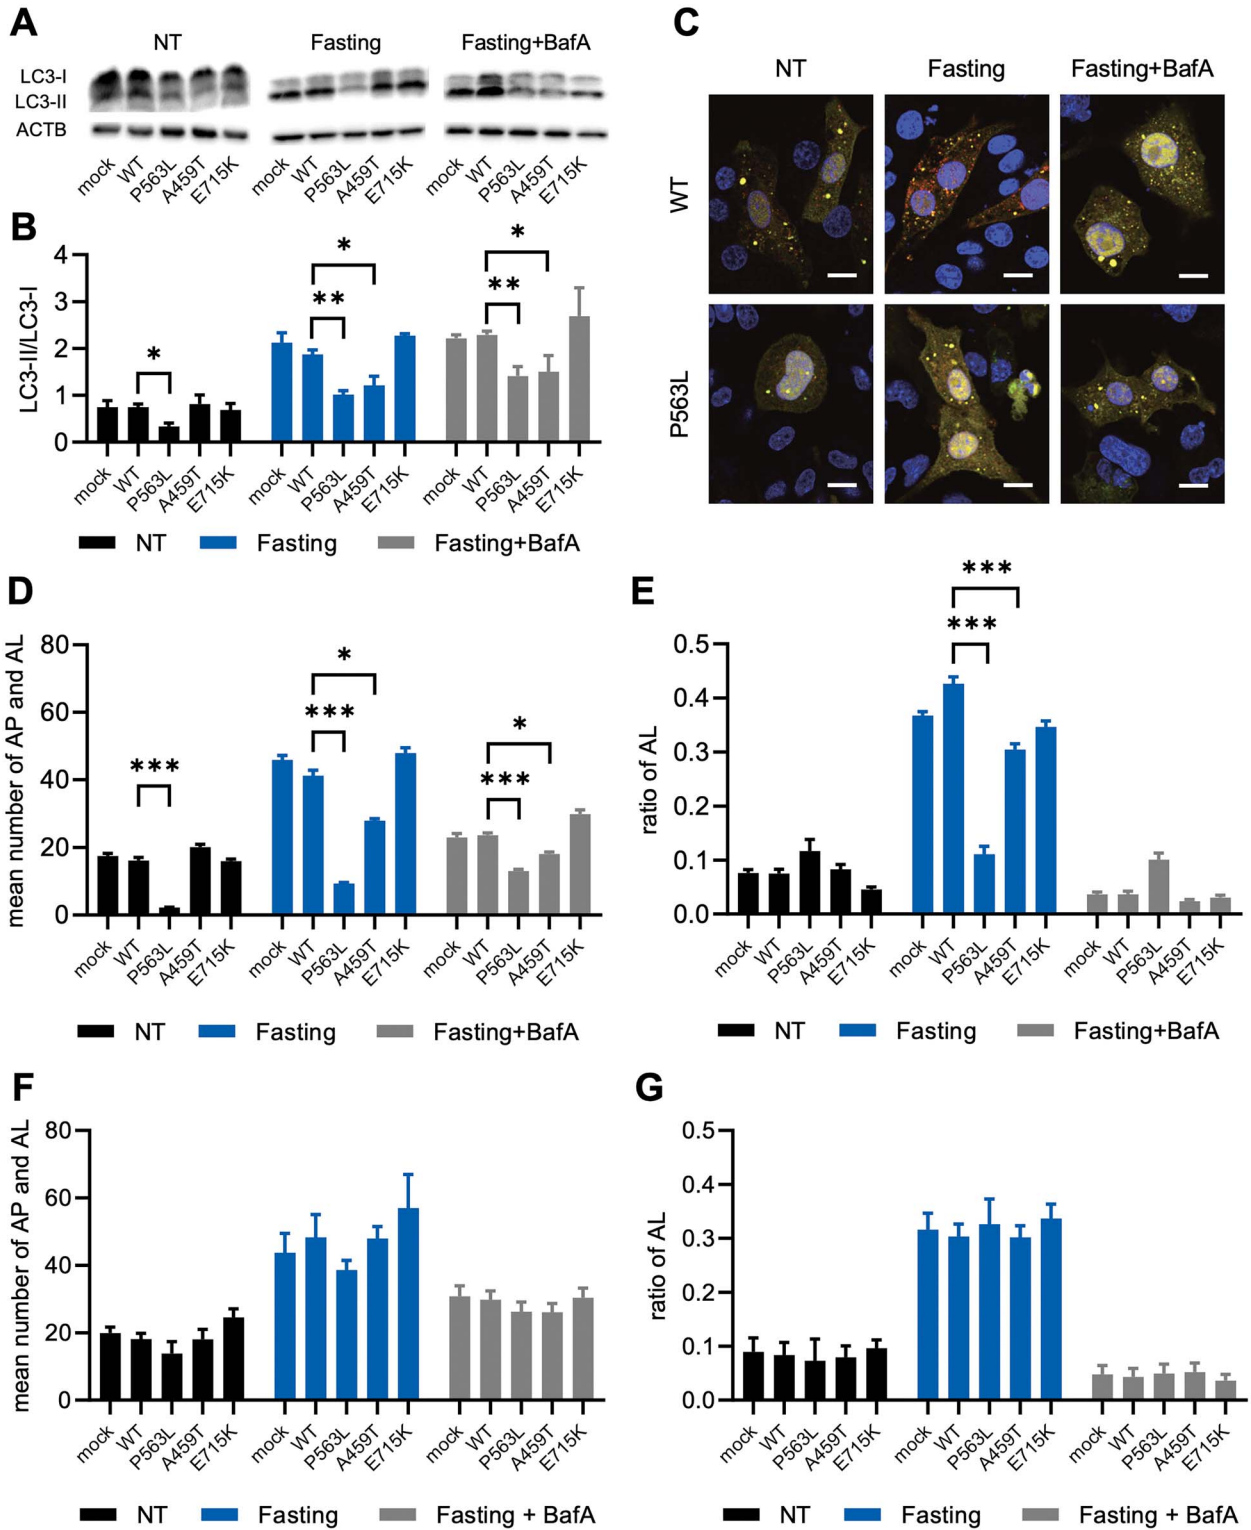 A
NT Fasting Fasting+BafA
LC3-I
LC3-II
ACTB
mock WT P563L A459T E715K mock WT P563L A459T E715K mock WT P563L A459T E715K
B
LC3-II/LC3-I
4
3
2
1
0
* ** * ** *
mock WT P563L A459T E715K mock WT P563L A459T E715K mock WT P563L A459T E715K
NT Fasting Fasting+BafA
C
NT Fasting Fasting+BafA
WT
P563L
D
mean number of AP and AL
80
60
40
20
0
*** *** * *** *
mock WT P563L A459T E715K mock WT P563L A459T E715K mock WT P563L A459T E715K
NT Fasting Fasting+BafA
E
ratio of AL
0.5
0.4
0.3
0.2
0.1
0.0
***
***
mock WT P563L A459T E715K mock WT P563L A459T E715K mock WT P563L A459T E715K
NT Fasting Fasting+BafA
F
mean number of AP and AL
80
60
40
20
0
mock WT P563L A459T E715K mock WT P563L A459T E715K mock WT P563L A459T E715K
NT Fasting Fasting + BafA
G
ratio of AL
0.5
0.4
0.3
0.2
0.1
0.0
mock WT P563L A459T E715K mock WT P563L A459T E715K mock WT P563L A459T E715K
NT Fasting Fasting + BafA